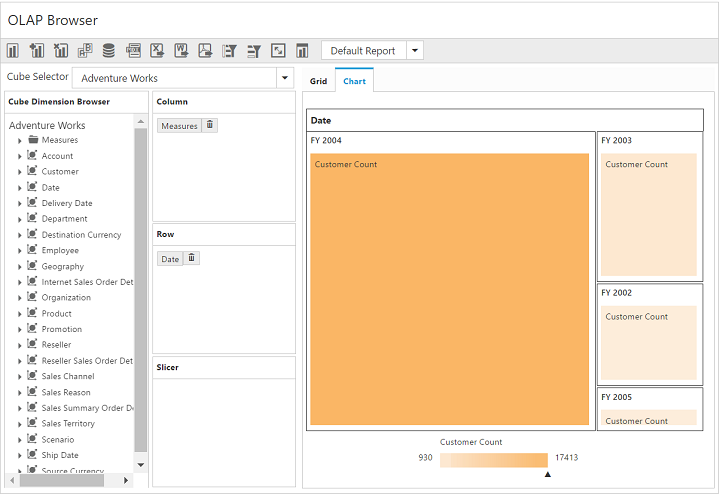 OLAP Browser
Default Report
Cube Selector
Adventure Works
Cube Dimension Browser
Adventure Works
Measures
Account
Customer
Date
Delivery Date
Department
Destination Currency
Employee
Geography
Internet Sales Order Det
Organization
Product
Promotion
Reseller
Reseller Sales Order Det
Sales Channel
Sales Reason
Sales Summary Order De
Sales Territory
Scenario
Ship Date
Source Currency
Column
Measures
Row
Date
Slicer
Grid
Chart
Date
FY 2004
Customer Count
FY 2003
Customer Count
FY 2002
Customer Count
FY 2005
Customer Count
Customer Count
930
17413